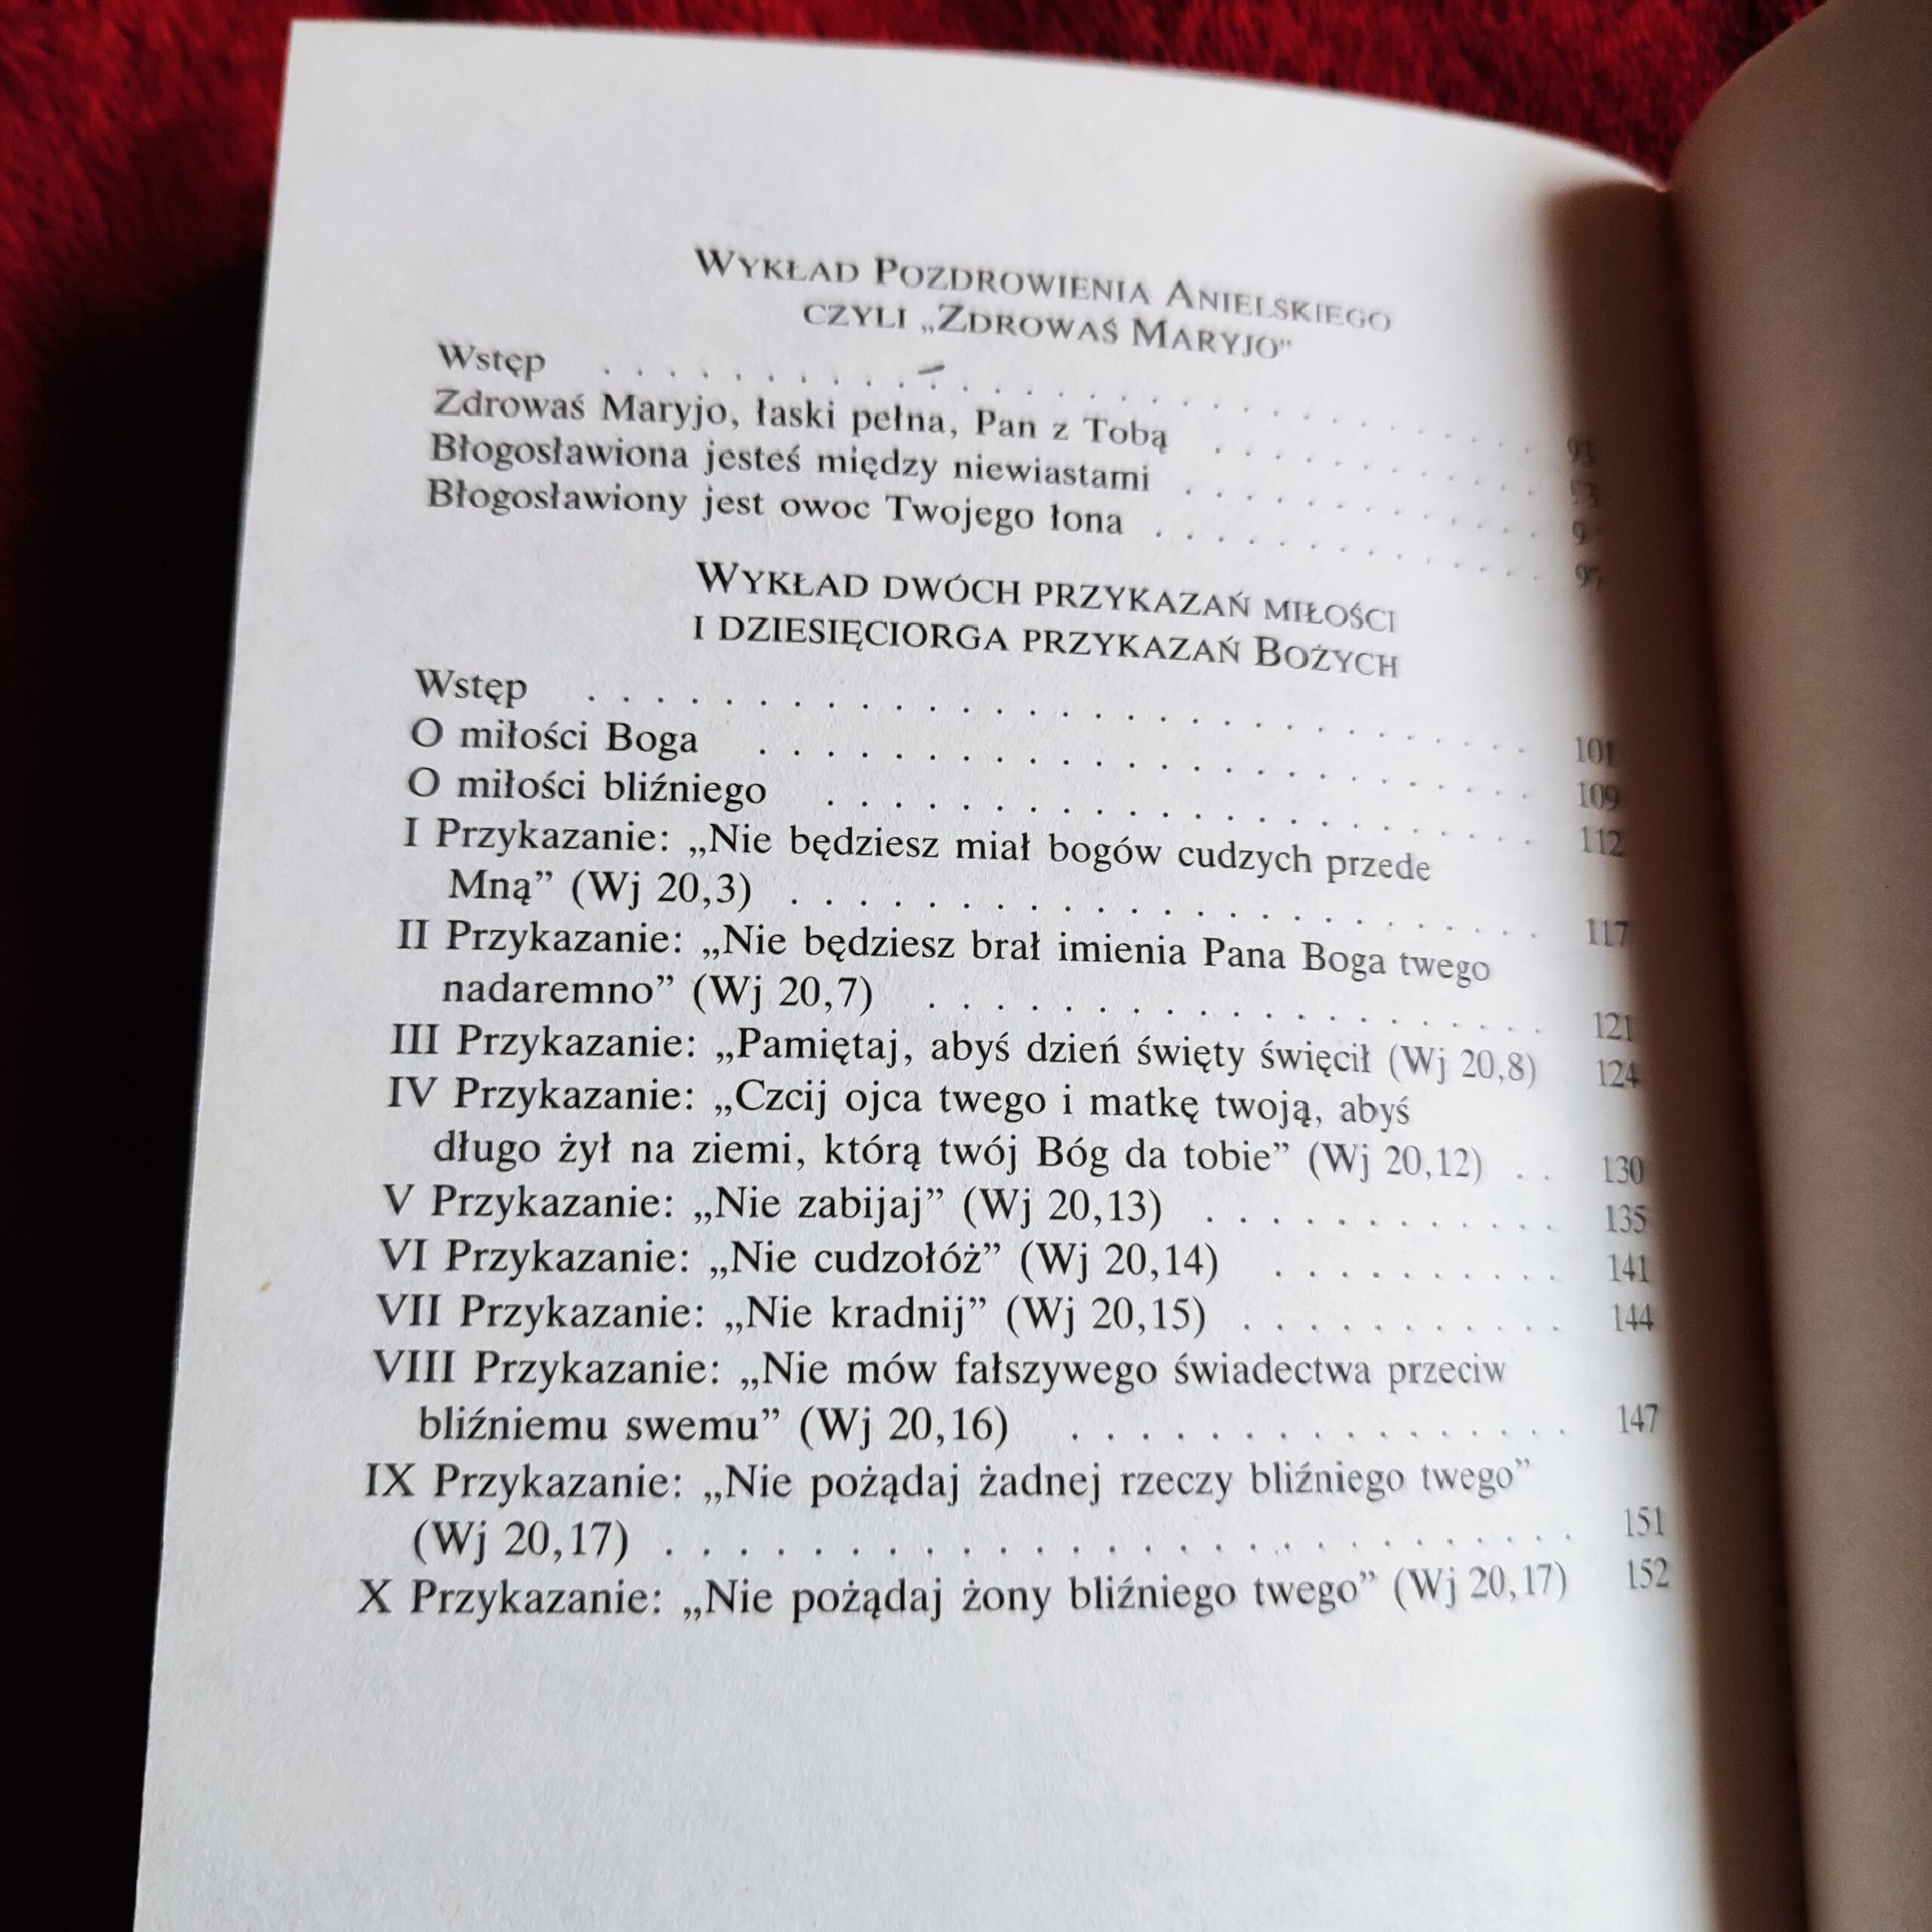 WYKŁAD POZDROWIENIA ANIELSKIEGO
CZYLI „ZDROWAŚ MARYJO”
Wstęp . . . . . . . . . . . . . . . . . . . . . . . . . . . . 93
Zdrowaś Maryjo, łaski pełna, Pan z Tobą . . . . . . . . . . .
Błogosławiona jesteś między niewiastami . . . . . . . . . . . .
Błogosławiony jest owoc Twojego łona . . . . . . . . . . . . . 97
WYKŁAD DWÓCH PRZYKAZAŃ MIŁOŚCI
I DZIESIĘCIORGA PRZYKAZAŃ BOŻYCH
Wstęp . . . . . . . . . . . . . . . . . . . . . . . . . . . . 101
O miłości Boga . . . . . . . . . . . . . . . . . . . . . . . 109
O miłości bliźniego . . . . . . . . . . . . . . . . . . . . . 112
I Przykazanie: „Nie będziesz miał bogów cudzych przede
Mną” (Wj 20,3) . . . . . . . . . . . . . . . . . . . . . . . 117
II Przykazanie: „Nie będziesz brał imienia Pana Boga twego
nadaremno” (Wj 20,7) . . . . . . . . . . . . . . . . . . . 121
III Przykazanie: „Pamiętaj, abyś dzień święty święcił (Wj 20,8) 124
IV Przykazanie: „Czcij ojca twego i matkę twoją, abyś
długo żył na ziemi, którą twój Bóg da tobie” (Wj 20,12) . . 130
V Przykazanie: „Nie zabijaj” (Wj 20,13) . . . . . . . . . . . 135
VI Przykazanie: „Nie cudzołóż” (Wj 20,14) . . . . . . . . . 141
VII Przykazanie: „Nie kradnij” (Wj 20,15) . . . . . . . . . . 144
VIII Przykazanie: „Nie mów fałszywego świadectwa przeciw
bliźniemu swemu” (Wj 20,16) . . . . . . . . . . . . . . . 147
IX Przykazanie: „Nie pożądaj żadnej rzeczy bliźniego twego”
(Wj 20,17) . . . . . . . . . . . . . . . . . . . . . . . . . 151
X Przykazanie: „Nie pożądaj żony bliźniego twego” (Wj 20,17) 152